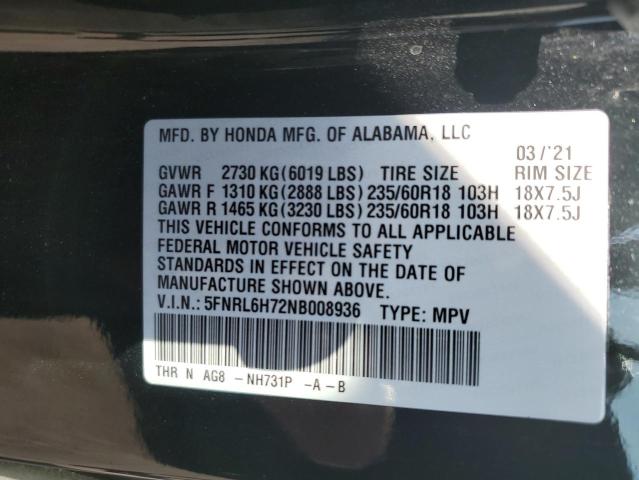 MFD. BY HONDA MFG. OF ALABAMA, LLC
03/'21
GVWR 2730 KG(6019 LBS) TIRE SIZE RIM SIZE
GAWR F 1310 KG(2888 LBS) 235/60R18 103H 18X7.5J
GAWR R 1465 KG(3230 LBS) 235/60R18 103H 18X7.5J
THIS VEHICLE CONFORMS TO ALL APPLICABLE
FEDERAL MOTOR VEHICLE SAFETY
STANDARDS IN EFFECT ON THE DATE OF
MANUFACTURE SHOWN ABOVE.
V.I.N.: 5FNRL6H72NB008936 TYPE: MPV
THR N AG8 -NH731P -A-B